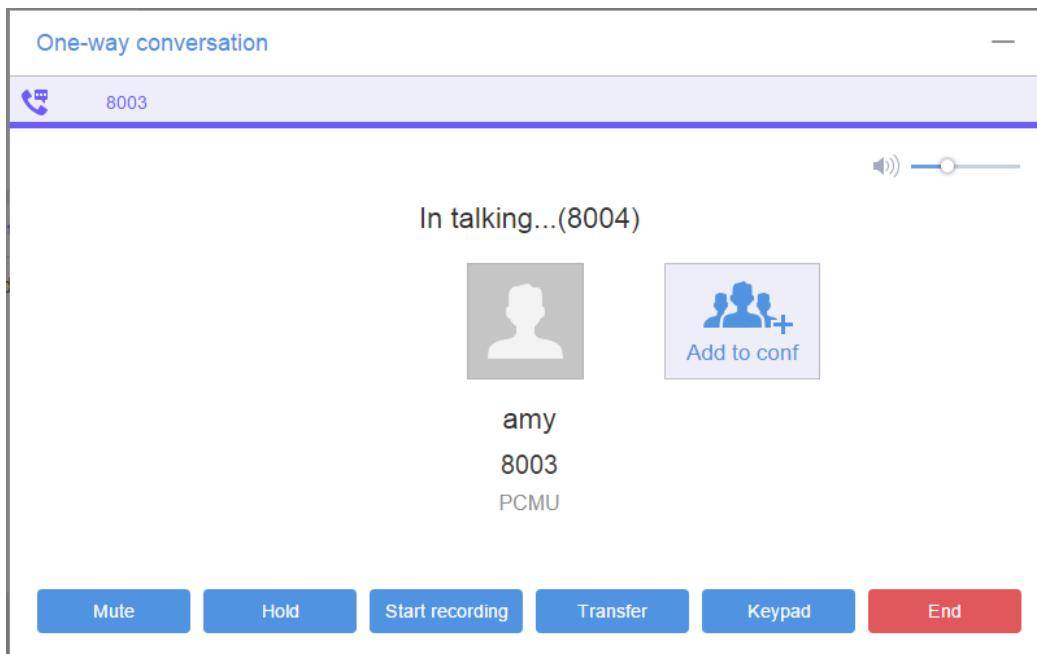 One-way conversation
8003
In talking...(8004)
Add to conf
amy
8003
PCMU
Mute Hold Start recording Transfer Keypad End